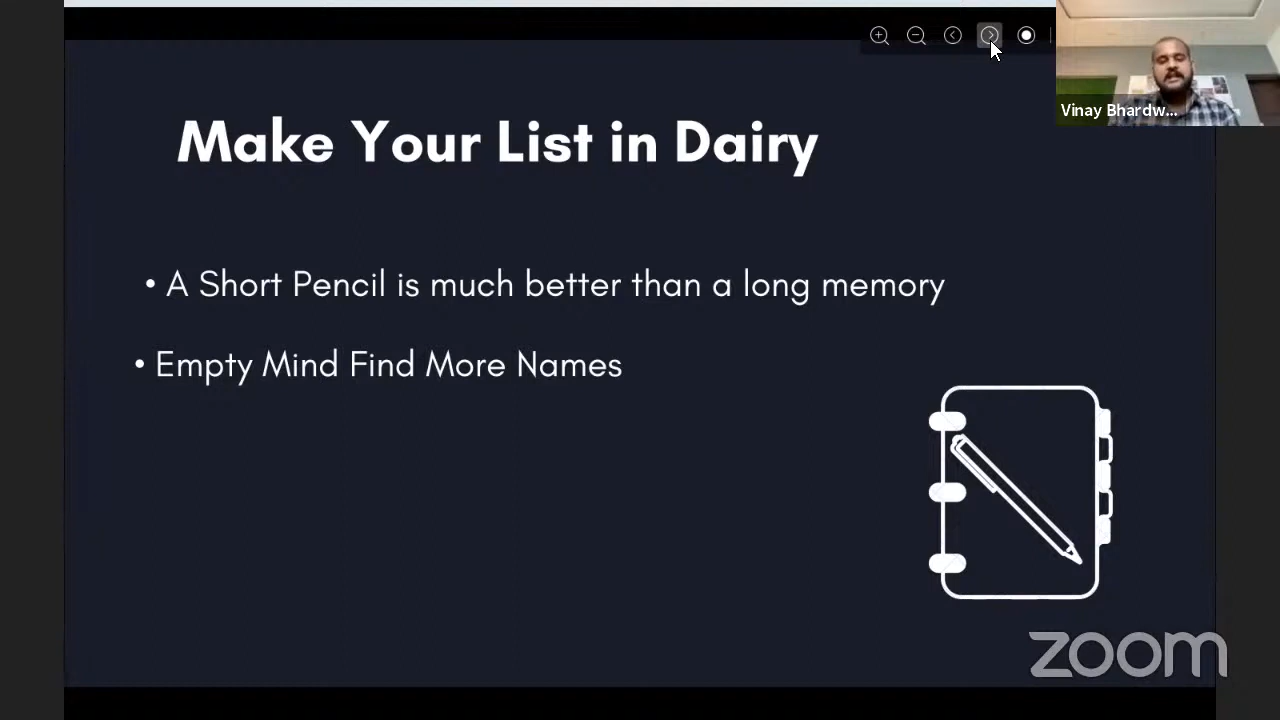 Vinay Bhardw...
Make Your List in Dairy
• A Short Pencil is much better than a long memory
• Empty Mind Find More Names
zoom